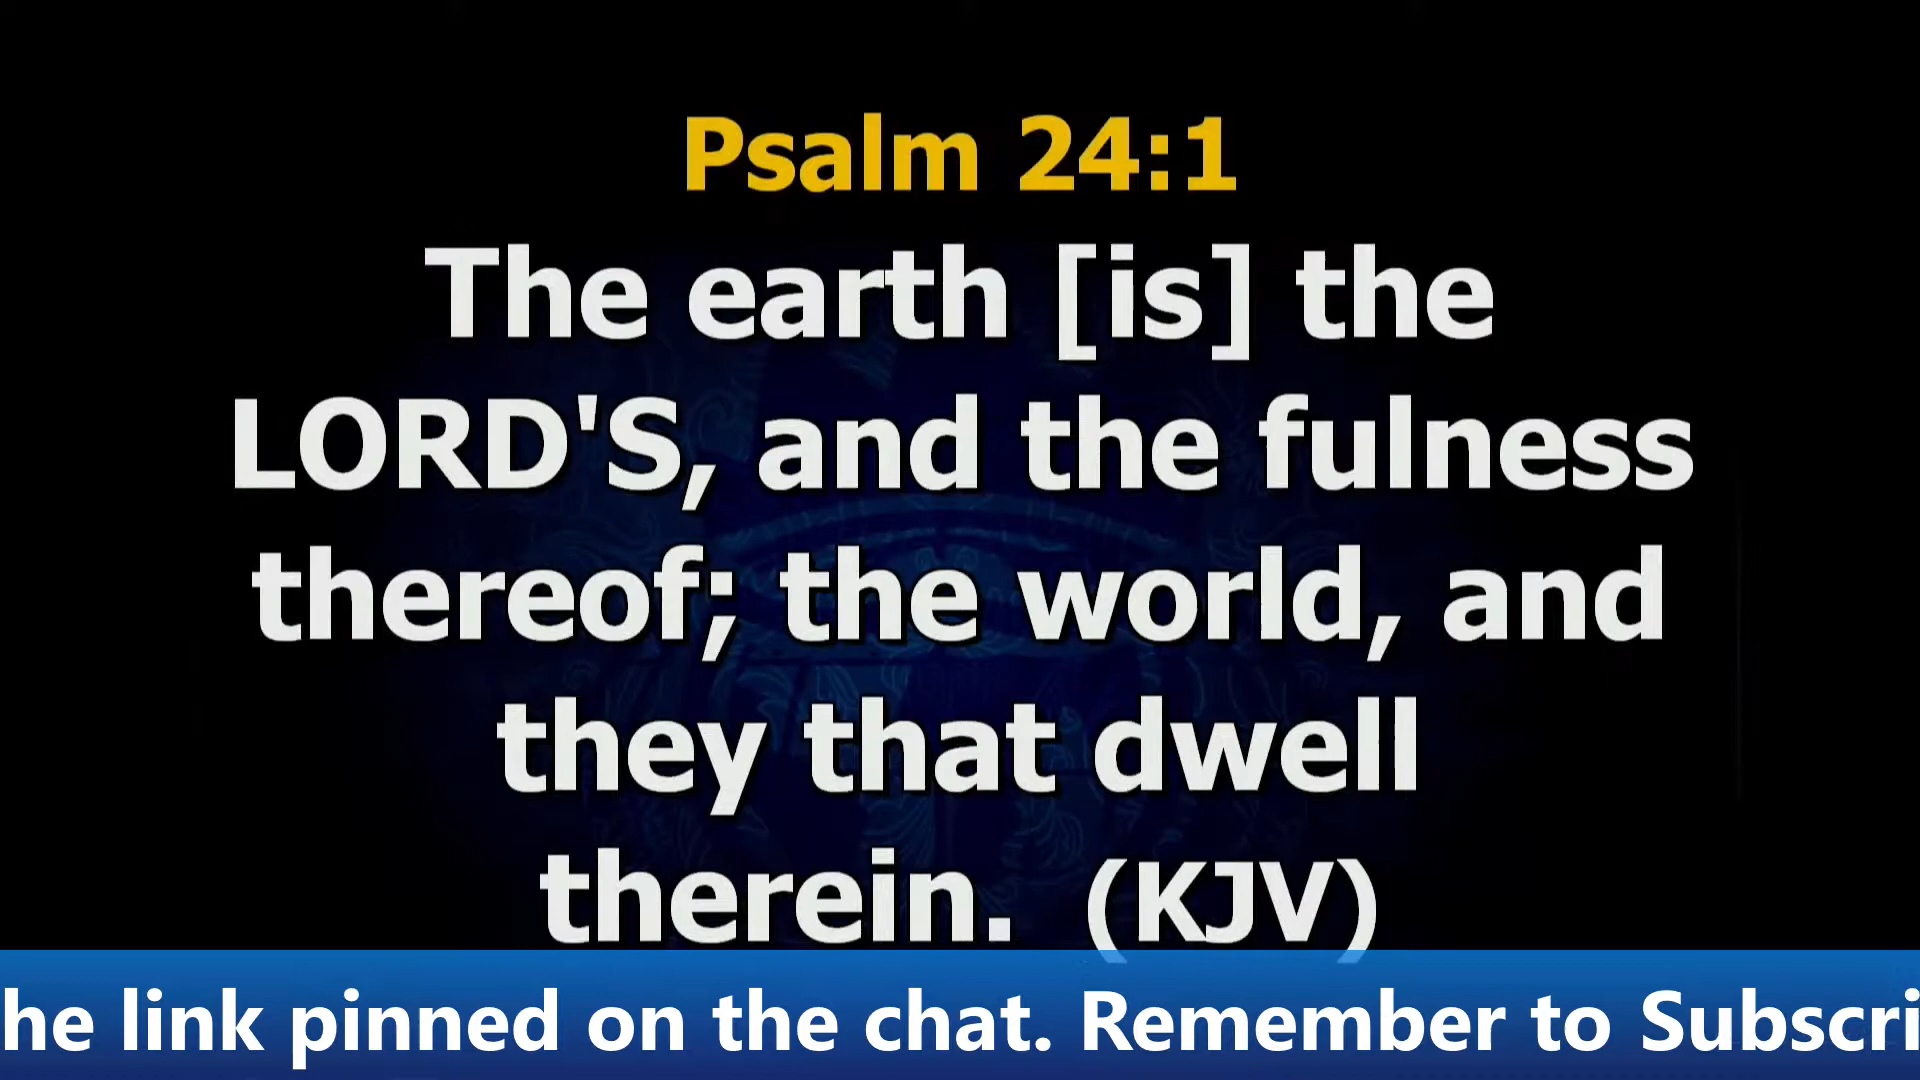 Psalm 24:1
The earth [is] the
LORD'S, and the fulness
thereof; the world, and
they that dwell
therein. (KJV)
he link pinned on the chat. Remember to Subscri